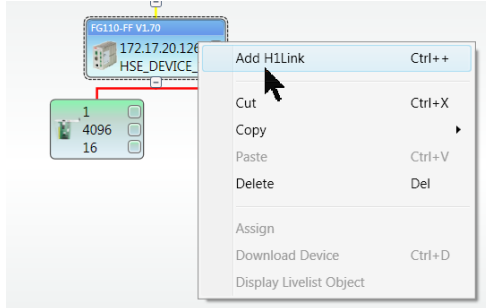 FG110-FF V1.70
172.17.20.126
HSE_DEVICE_
1
4096
16
Add H1Link Ctrl++
Cut Ctrl+X
Copy
Paste Ctrl+V
Delete Del
Assign
Download Device Ctrl+D
Display Livelist Object